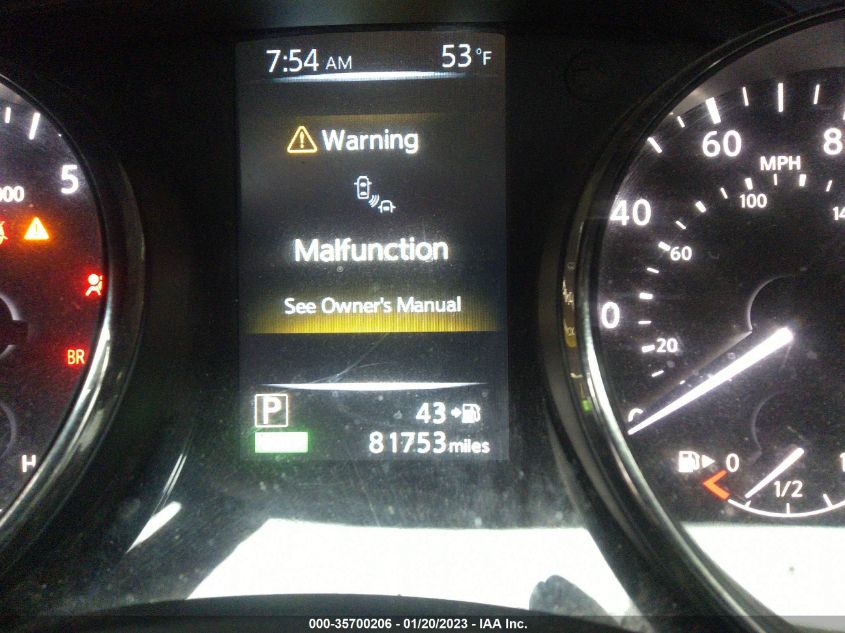 7:54 AM 53°F
Warning
Malfunction
See Owner's Manual
P 43
81753 miles
5
000
BR
H
60
MPH
40
100
60
0
20
0
1/2
000-35700206 - 01/20/2023 - IAA Inc.